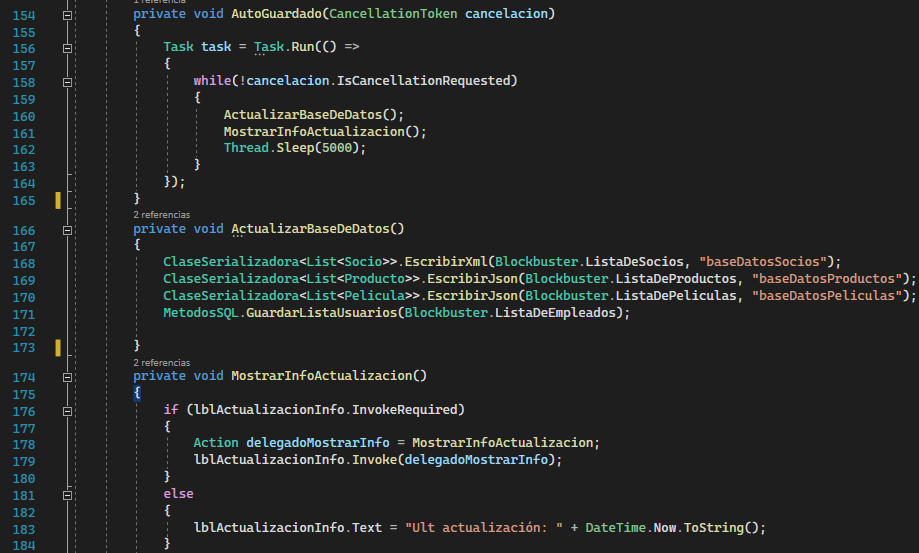 1 referencia
154 private void AutoGuardado(CancellationToken cancelacion)
155 {
156 Task task = Task.Run(() =>
157 {
158 while(!cancelacion.IsCancellationRequested)
159 {
160 ActualizarBaseDeDatos();
161 MostrarInfoActualizacion();
162 Thread.Sleep(5000);
163 }
164 });
165 }
2 referencias
166 private void ActualizarBaseDeDatos()
167 {
168 ClaseSerializadora<List<Socio>>.EscribirXml(Blockbuster.ListaDeSocios, "baseDatosSocios");
169 ClaseSerializadora<List<Producto>>.EscribirJson(Blockbuster.ListaDeProductos, "baseDatosProductos");
170 ClaseSerializadora<List<Pelicula>>.EscribirJson(Blockbuster.ListaDePeliculas, "baseDatosPeliculas");
171 MetodosSQL.GuardarListaUsuarios(Blockbuster.ListaDeEmpleados);
172
173 }
2 referencias
174 private void MostrarInfoActualizacion()
175 {
176 if (lblActualizacionInfo.InvokeRequired)
177 {
178 Action delegadoMostrarInfo = MostrarInfoActualizacion;
179 lblActualizacionInfo.Invoke(delegadoMostrarInfo);
180 }
181 else
182 {
183 lblActualizacionInfo.Text = "Ult actualización: " + DateTime.Now.ToString();
184 }